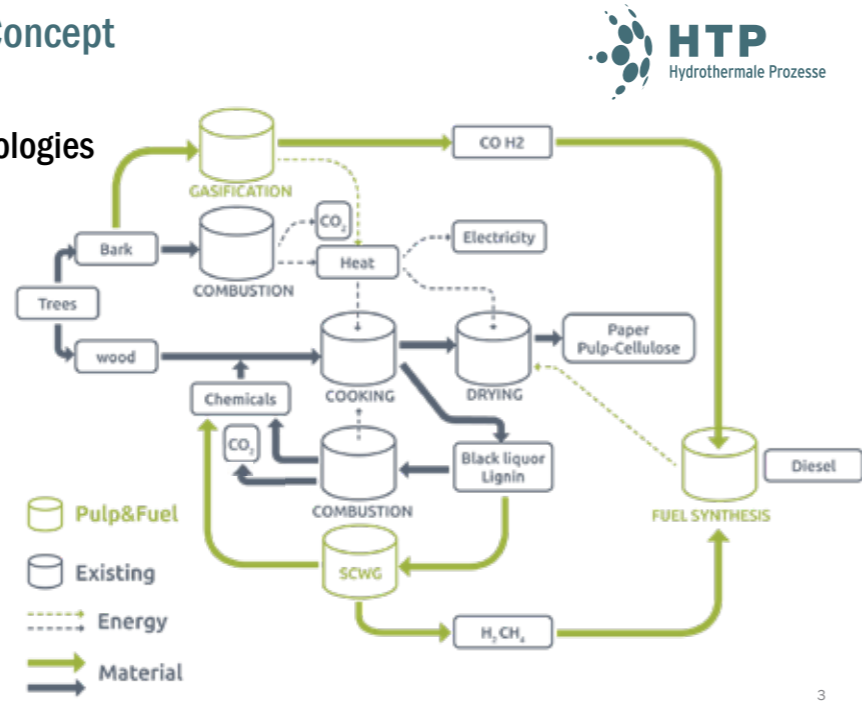 Concept
HTP
Hydrothermale Prozesse
ologies
CO H2
GASIFICATION
CO₂
Electricity
Bark
Heat
COMBUSTION
Trees
Paper
Pulp-Cellulose
wood
COOKING
DRYING
Chemicals
CO₂
Black liquor
Lignin
Diesel
COMBUSTION
FUEL SYNTHESIS
Pulp&Fuel
SCWG
Existing
Energy
H₂ CH₄
Material
3